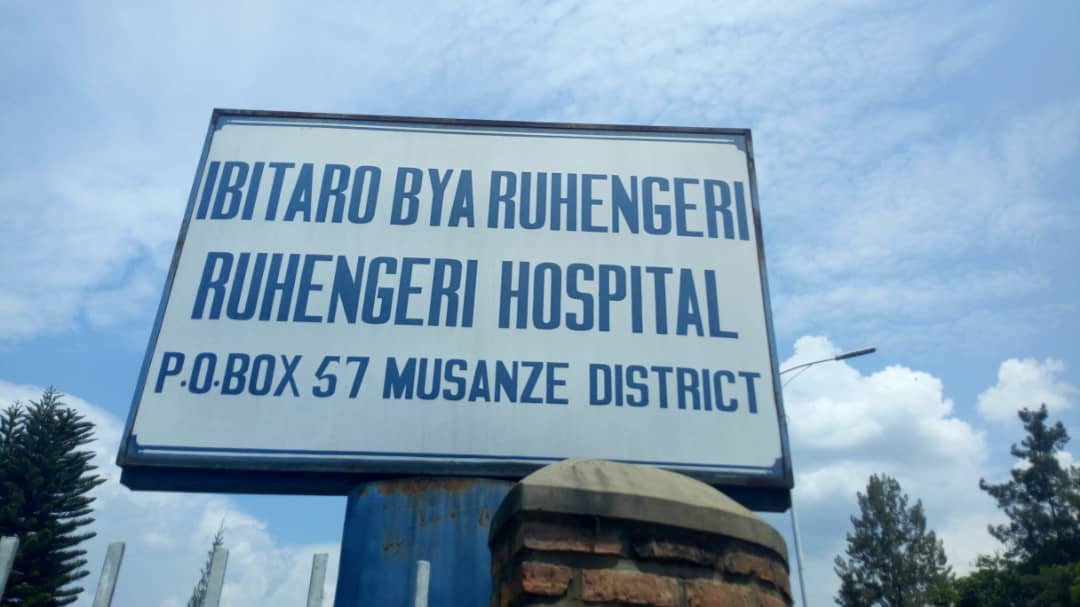 IBITARO BYA RUHENGERI
RUHENGERI HOSPITAL
P.O.BOX 57 MUSANZE DISTRICT